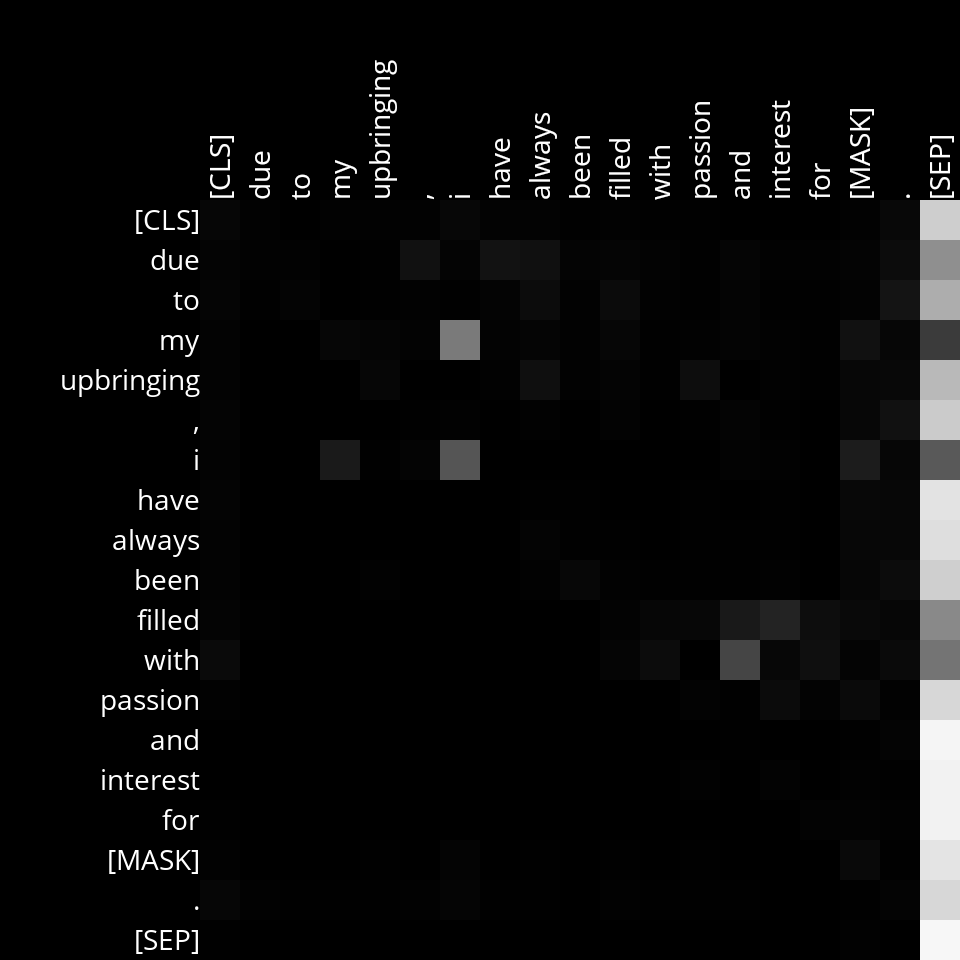 [CLS] due to my upbringing , i have always been filled with passion and interest for [MASK] . [SEP]
[CLS]
due
to
my
upbringing
,
i
have
always
been
filled
with
passion
and
interest
for
[MASK]
.
[SEP]